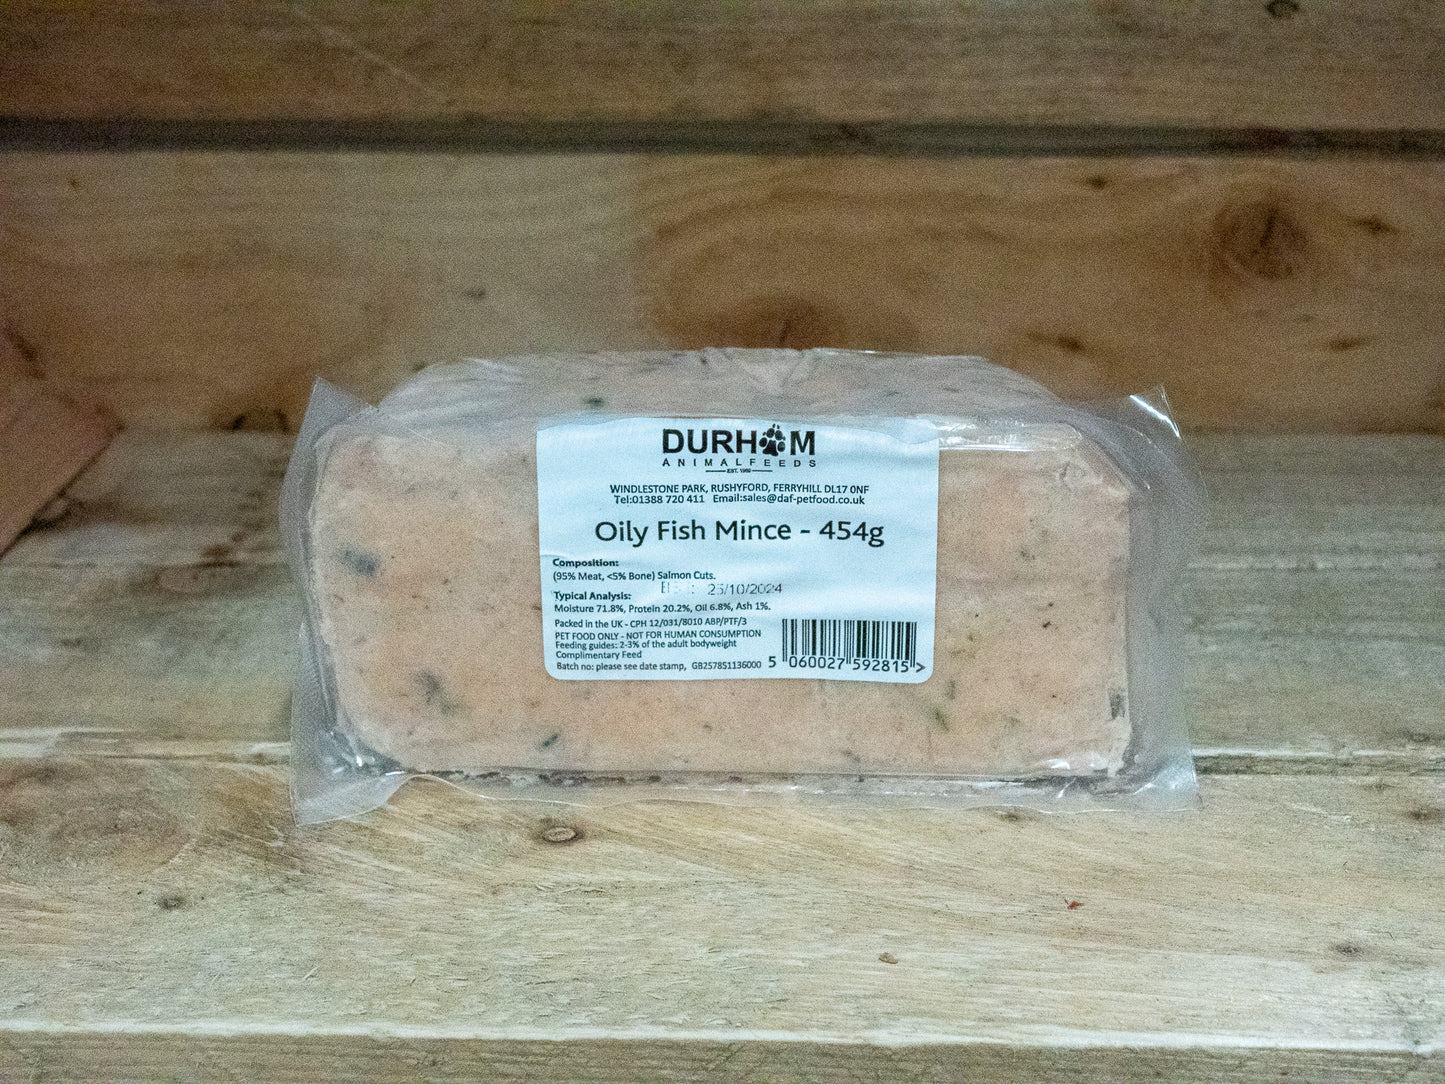 DURHAM
ANIMALFEEDS
EST. 1960
WINDLESTONE PARK, RUSHYFORD, FERRYHILL DL17 0NF
Tel:01388 720 411 Email:sales@daf-petfood.co.uk
Oily Fish Mince - 454g
Composition:
(95% Meat, <5% Bone) Salmon Cuts.
25/10/2024
Typical Analysis:
Moisture 71.8%, Protein 20.2%, Oil 6.8%, Ash 1%.
Packed in the UK - CPH 12/031/8010 ABP/PTF/3
PET FOOD ONLY - NOT FOR HUMAN CONSUMPTION
Feeding guides: 2-3% of the adult bodyweight
Complimentary Feed
Batch no: please see date stamp, GB257851136000
5 060027 592815 >